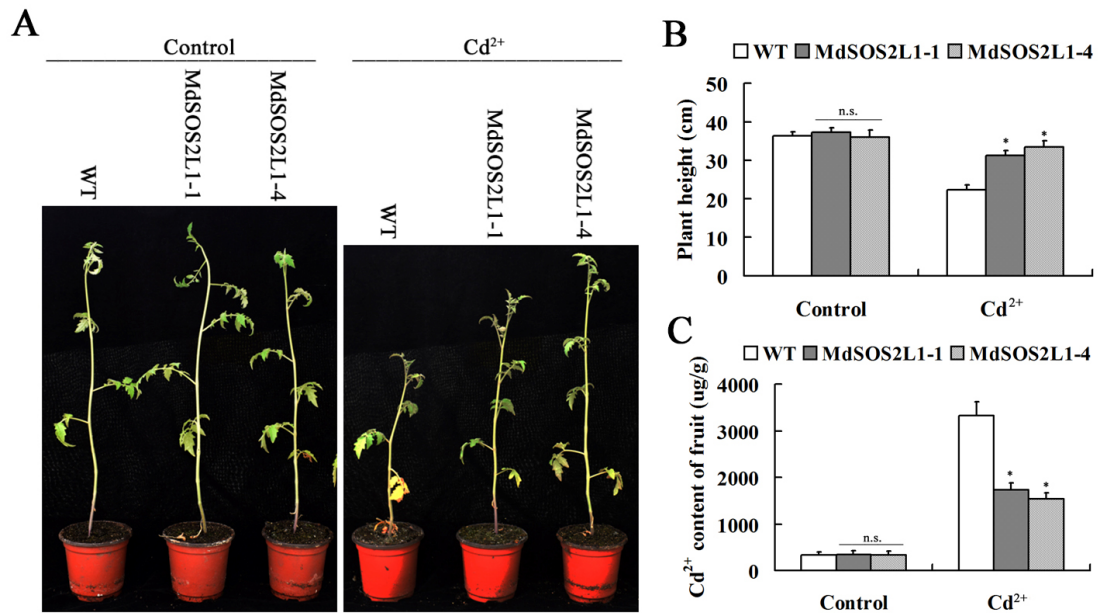 A
Control
Cd²⁺
WT
MdSOS2L1-1
MdSOS2L1-4
WT
MdSOS2L1-1
MdSOS2L1-4
B
WT MdSOS2L1-1 MdSOS2L1-4
Plant height (cm)
50
40
30
20
10
0
n.s.
*
*
Control
Cd²⁺
C
WT MdSOS2L1-1 MdSOS2L1-4
Cd²⁺ content of fruit (ug/g)
4000
3000
2000
1000
0
n.s.
*
*
Control
Cd²⁺